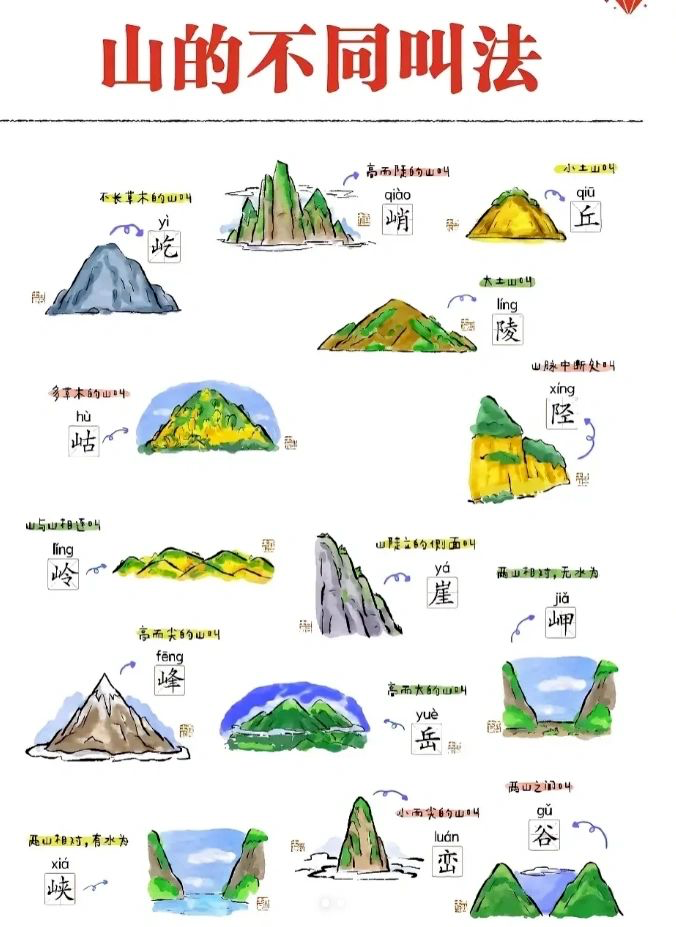 山的不同叫法
不长草木的山叫
yì
屹
高而陡的山叫
qiào
峭
小土山叫
qiū
丘
大土山叫
líng
陵
山脉中断处叫
xíng
陉
多草木的山叫
hù
岵
山与山相连叫
lǐng
岭
山陡立的侧面叫
yá
崖
两山相对,无水为
jiǎ
岬
高而尖的山叫
fēng
峰
高而大的山叫
yuè
岳
两山之间叫
gǔ
谷
小而尖的山叫
luán
峦
两山相对,有水为
xiá
峡